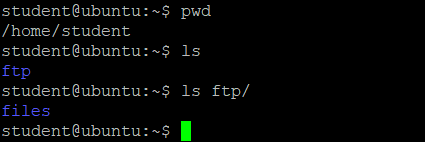 student@ubuntu:~$ pwd
/home/student
student@ubuntu:~$ ls
ftp
student@ubuntu:~$ ls ftp/
files
student@ubuntu:~$